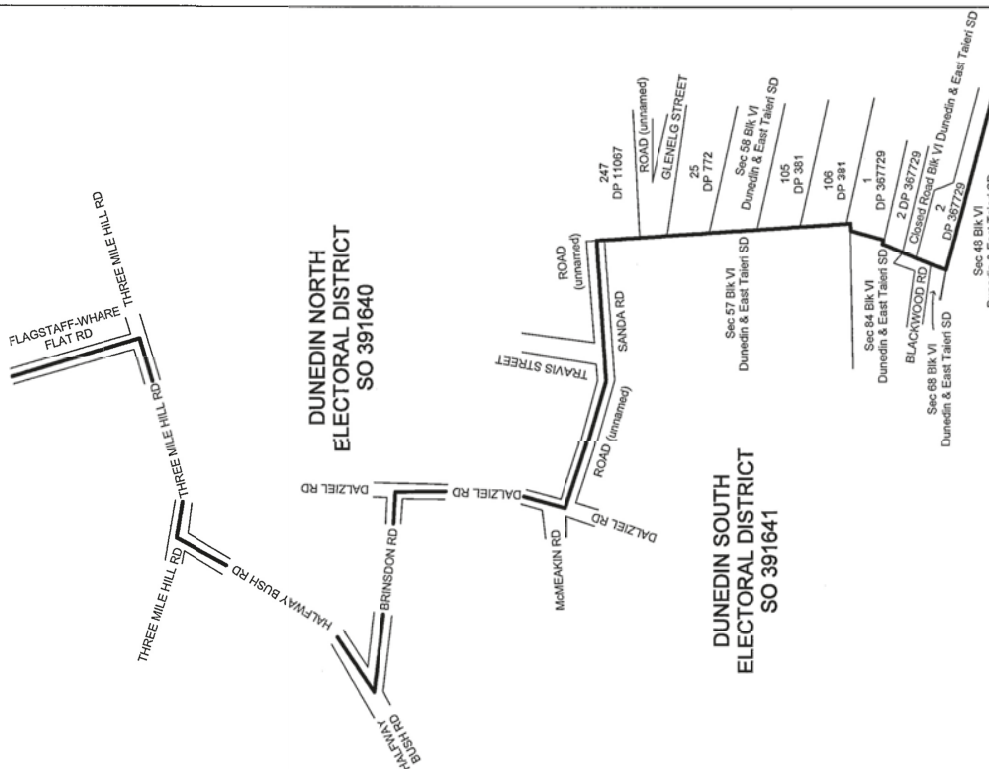 FLAGSTAFF-WHARE
FLAT RD
THREE MILE HILL RD
THREE MILE HILL RD
THREE MILE HILL RD
HALFWAY BUSH RD
HALFWAY
BUSH RD
BRINSDON RD
DALZIEL RD
DALZIEL RD
DALZIEL RD
McMEAKIN RD
DUNEDIN NORTH
ELECTORAL DISTRICT
SO 391640
TRAVIS STREET
ROAD (unnamed)
SANDA RD
ROAD
(unnamed)
247
DP 11067
ROAD (unnamed)
GLENELG STREET
25
DP 772
Sec 58 Blk VI
Dunedin & East Taieri SD
105
DP 381
106
DP 381
1
DP 367729
2 DP 367729
Closed Road Blk VI Dunedin & East Taieri SD
2
DP 367729
Sec 57 Blk VI
Dunedin & East Taieri SD
Sec 84 Blk VI
Dunedin & East Taieri SD
BLACKWOOD RD
Sec 68 Blk VI
Dunedin & East Taieri SD
Sec 48 Blk VI
DUNEDIN SOUTH
ELECTORAL DISTRICT
SO 391641